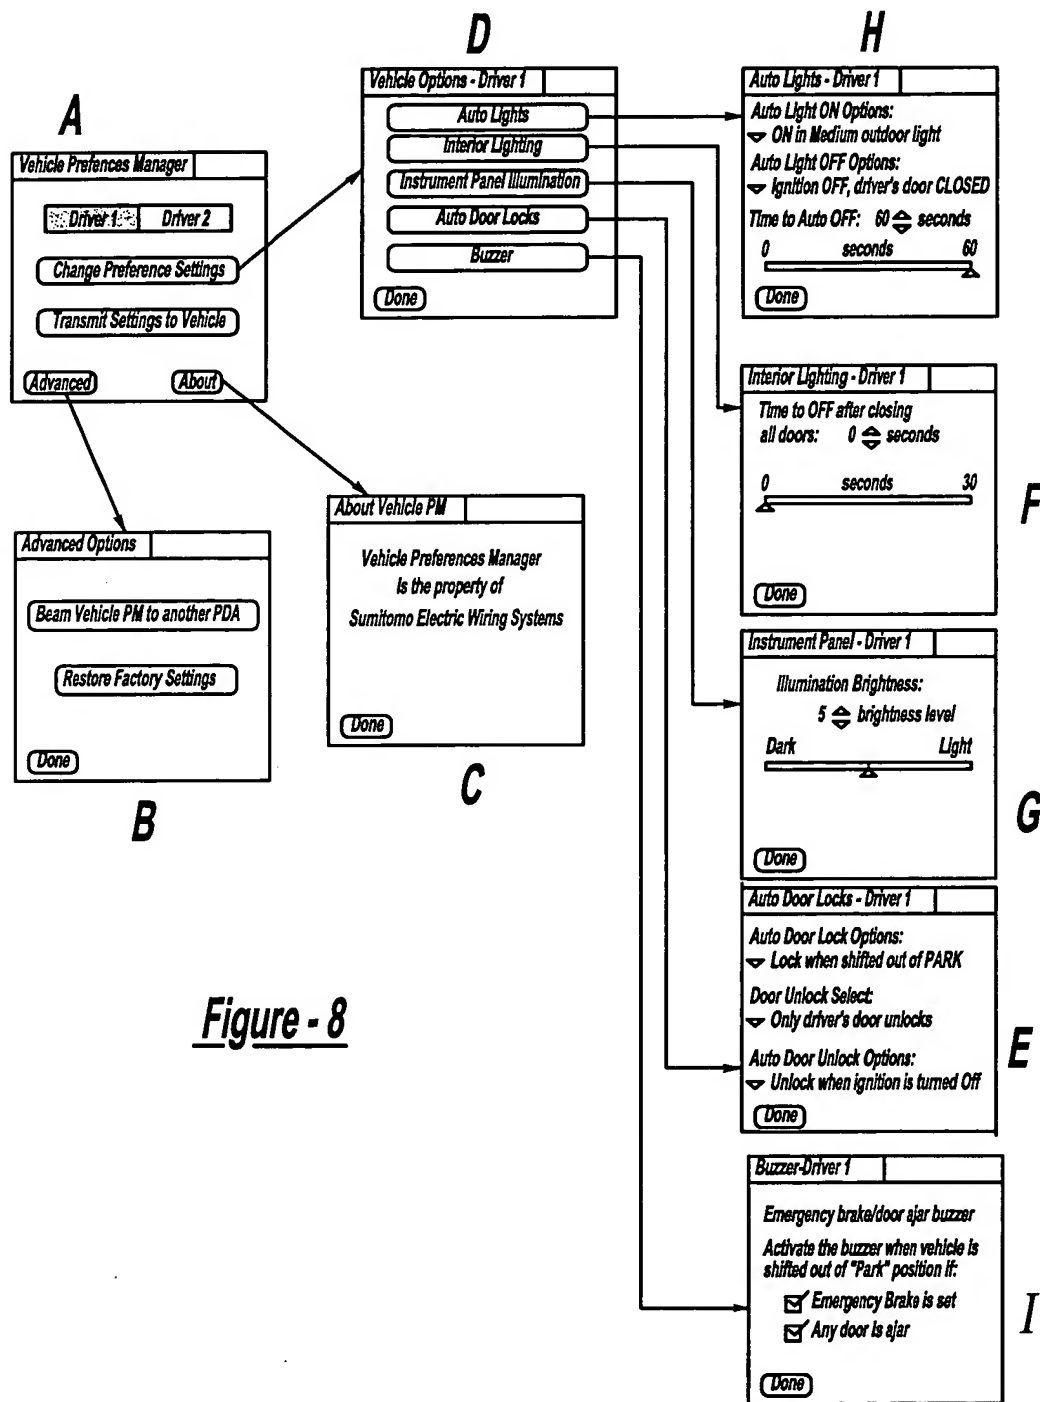 A
Vehicle Prefences Manager
Driver 1 Driver 2
Change Preference Settings
Transmit Settings to Vehicle
Advanced About
D
Vehicle Options - Driver 1
Auto Lights
Interior Lighting
Instrument Panel Illumination
Auto Door Locks
Buzzer
Done
H
Auto Lights - Driver 1
Auto Light ON Options:
ON in Medium outdoor light
Auto Light OFF Options:
Ignition OFF, driver's door CLOSED
Time to Auto OFF: 60 seconds
0 seconds 60
Done
Interior Lighting - Driver 1
Time to OFF after closing
all doors: 0 seconds
0 seconds 30
Done
F
Advanced Options
Beam Vehicle PM to another PDA
Restore Factory Settings
Done
B
About Vehicle PM
Vehicle Preferences Manager
Is the property of
Sumitomo Electric Wiring Systems
Done
C
Instrument Panel - Driver 1
Illumination Brightness:
5 brightness level
Dark Light
Done
G
Auto Door Locks - Driver 1
Auto Door Lock Options:
Lock when shifted out of PARK
Door Unlock Select:
Only driver's door unlocks
Auto Door Unlock Options:
Unlock when ignition is turned Off
Done
E
Figure - 8
Buzzer-Driver 1
Emergency brake/door ajar buzzer
Activate the buzzer when vehicle is
shifted out of "Park" position if:
Emergency Brake is set
Any door is ajar
Done
I